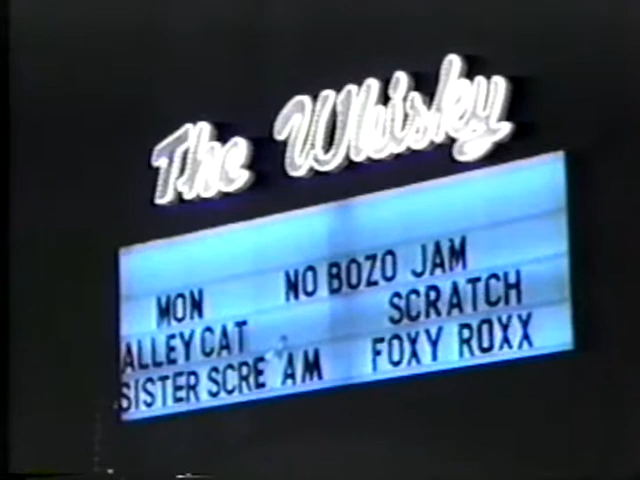 The Whisky
MON NO BOZO JAM
ALLEY CAT SCRATCH
SISTER SCRE AM FOXY ROXX